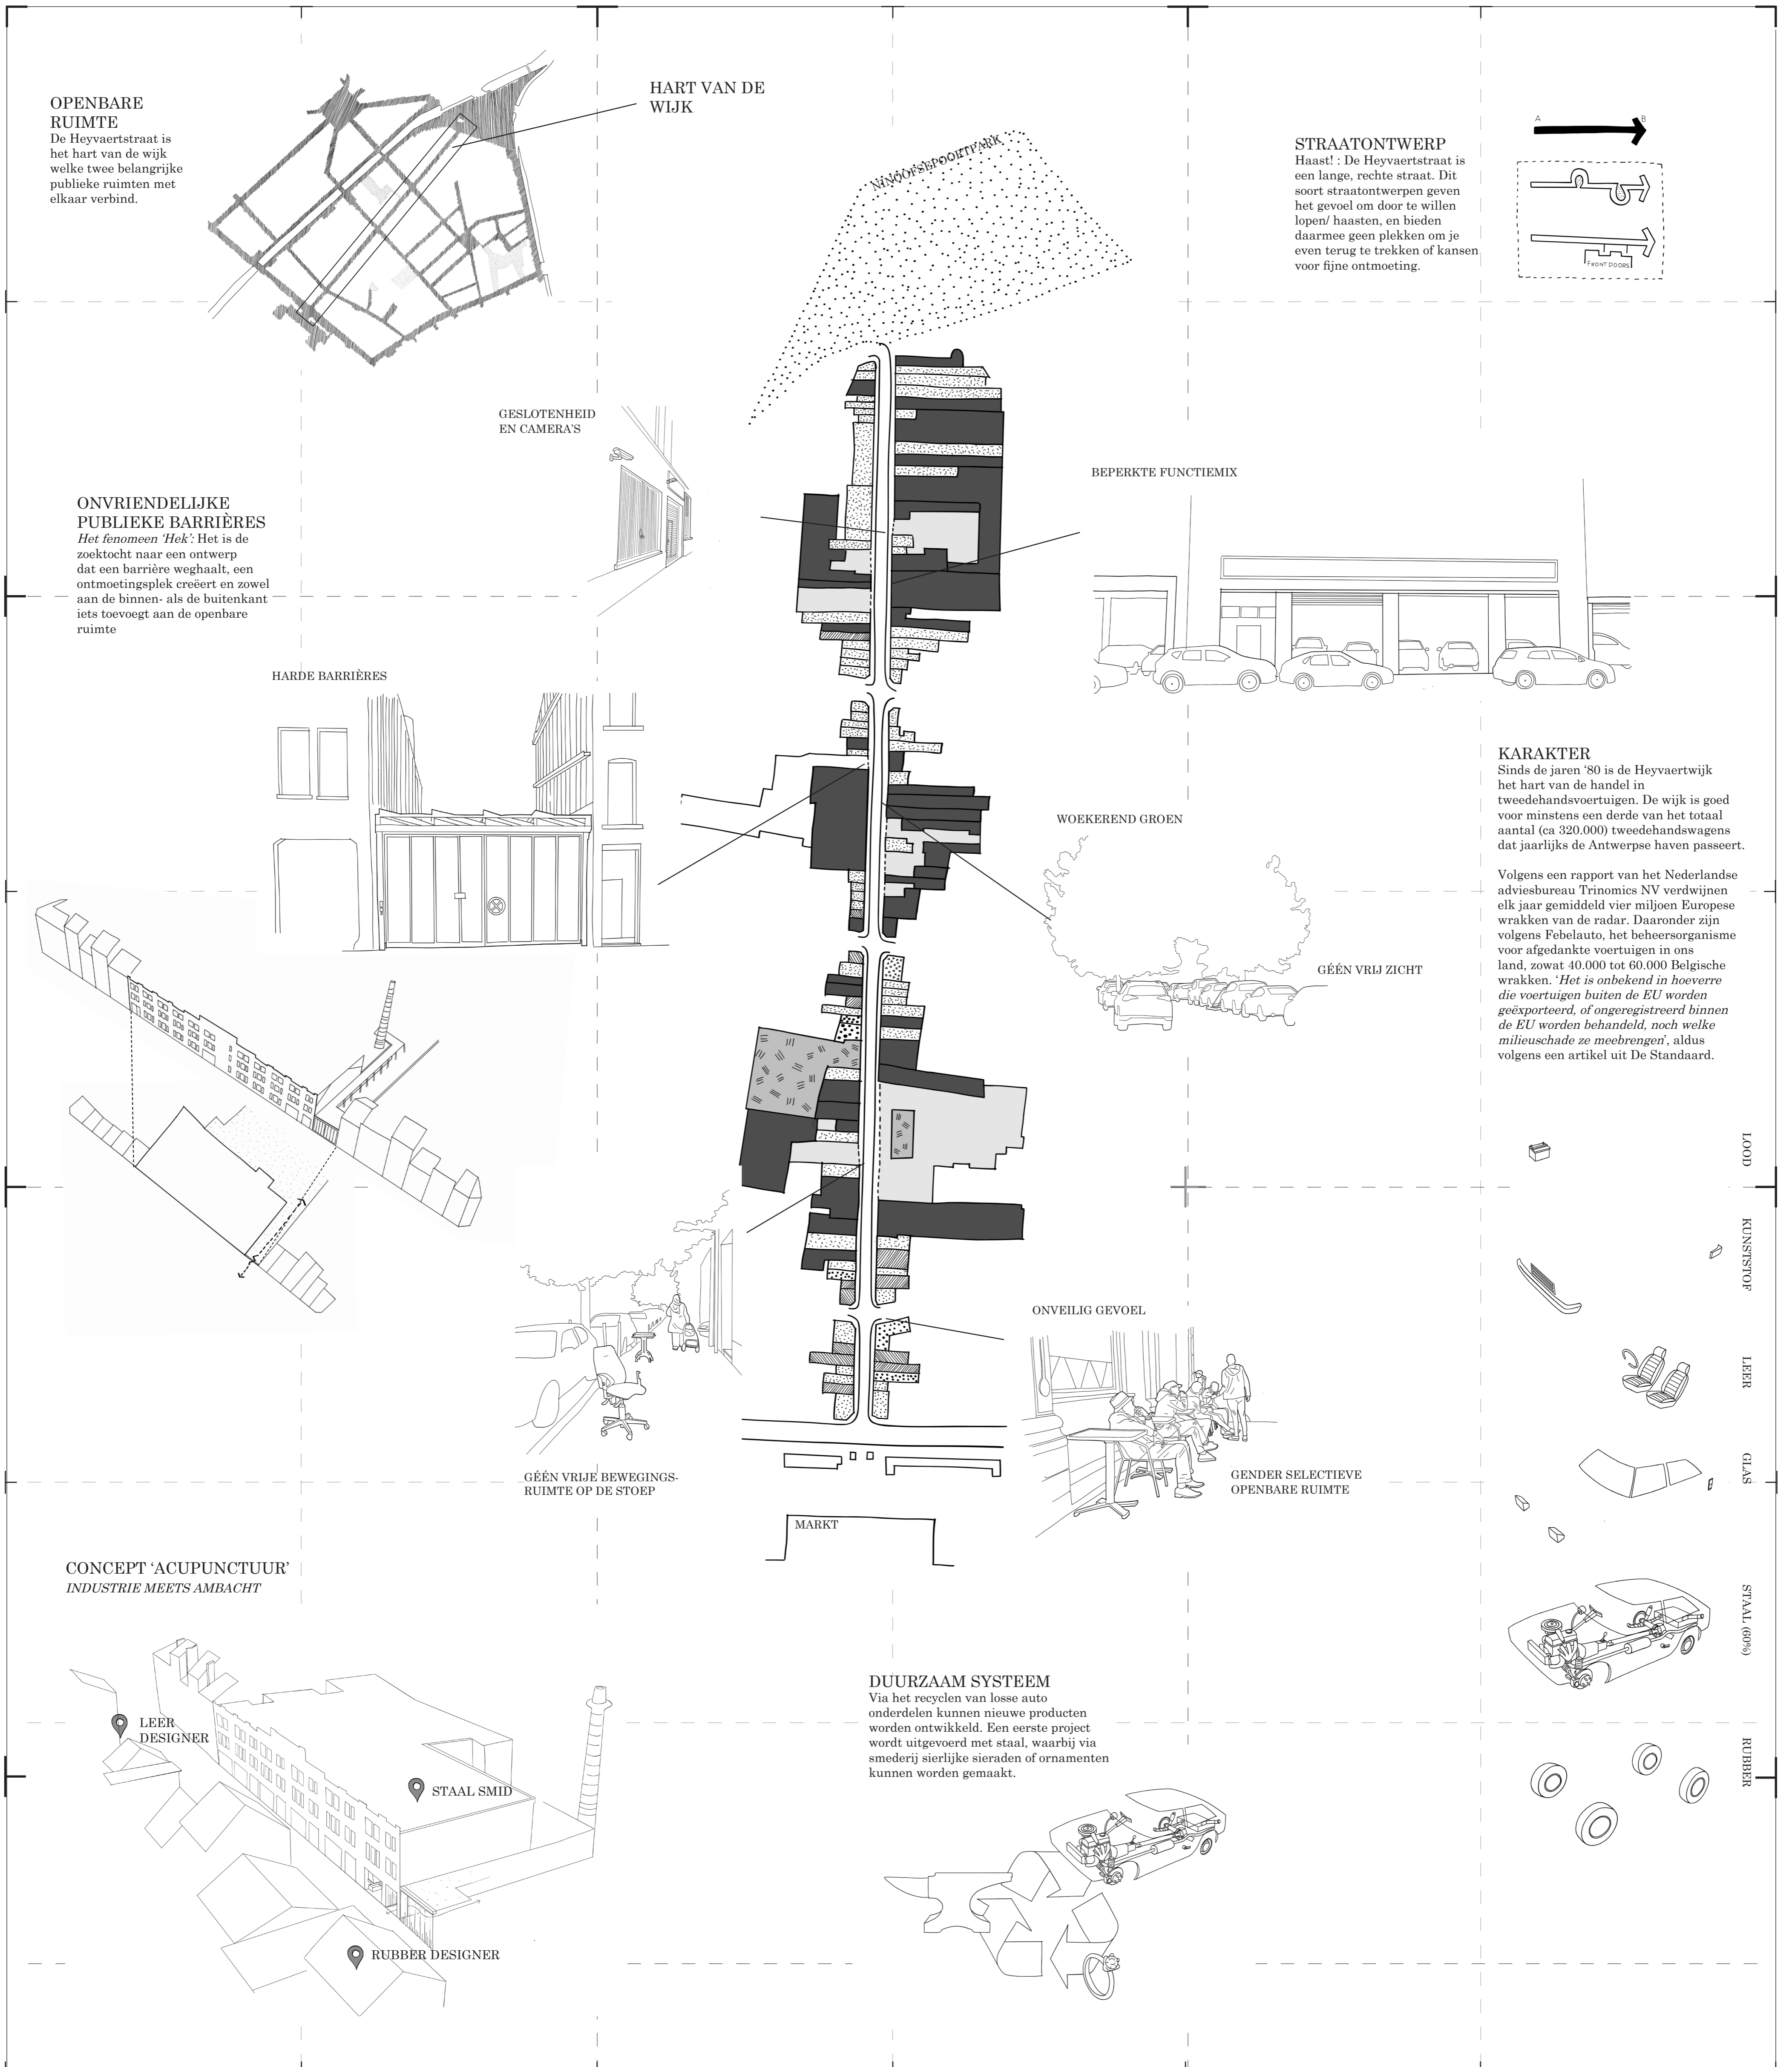 OPENBARE
RUIMTE
De Heyvaertstraat is
het hart van de wijk
welke twee belangrijke
publieke ruimten met
elkaar verbind.
HART VAN DE
WIJK
NINOOFSEPOORTPARK
STRAATONTWERP
Haast! : De Heyvaertstraat is
een lange, rechte straat. Dit
soort straatontwerpen geven
het gevoel om door te willen
lopen/ haasten, en bieden
daarmee geen plekken om je
even terug te trekken of kansen
voor fijne ontmoeting.
A
B
FRONT DOORS
GESLOTENHEID
EN CAMERA'S
BEPERKTE FUNCTIEMIX
ONVRIENDELIJKE
PUBLIEKE BARRIÈRES
Het fenomeen ‘Hek’: Het is de
zoektocht naar een ontwerp
dat een barrière weghaalt, een
ontmoetingsplek creëert en zowel
aan de binnen- als de buitenkant
iets toevoegt aan de openbare
ruimte
HARDE BARRIÈRES
KARAKTER
Sinds de jaren ‘80 is de Heyvaertwijk
het hart van de handel in
tweedehandsvoertuigen. De wijk is goed
voor minstens een derde van het totaal
aantal (ca 320.000) tweedehandswagens
dat jaarlijks de Antwerpse haven passeert.
Volgens een rapport van het Nederlandse
adviesbureau Trinomics NV verdwijnen
elk jaar gemiddeld vier miljoen Europese
wrakken van de radar. Daaronder zijn
volgens Febelauto, het beheersorganisme
voor afgedankte voertuigen in ons
land, zowat 40.000 tot 60.000 Belgische
wrakken. ‘Het is onbekend in hoeverre
die voertuigen buiten de EU worden
geëxporteerd, of ongeregistreerd binnen
de EU worden behandeld, noch welke
milieuschade ze meebrengen’, aldus
volgens een artikel uit De Standaard.
WOEKEREND GROEN
GÉÉN VRIJ ZICHT
LOOD
KUNSTSTOF
LEER
GLAS
STAAL (60%)
RUBBER
ONVEILIG GEVOEL
GÉÉN VRIJE BEWEGINGS-
RUIMTE OP DE STOEP
GENDER SELECTIEVE
OPENBARE RUIMTE
MARKT
CONCEPT ‘ACUPUNCTUUR’
INDUSTRIE MEETS AMBACHT
LEER
DESIGNER
STAAL SMID
RUBBER DESIGNER
DUURZAAM SYSTEEM
Via het recyclen van losse auto
onderdelen kunnen nieuwe producten
worden ontwikkeld. Een eerste project
wordt uitgevoerd met staal, waarbij via
smederij sierlijke sieraden of ornamenten
kunnen worden gemaakt.